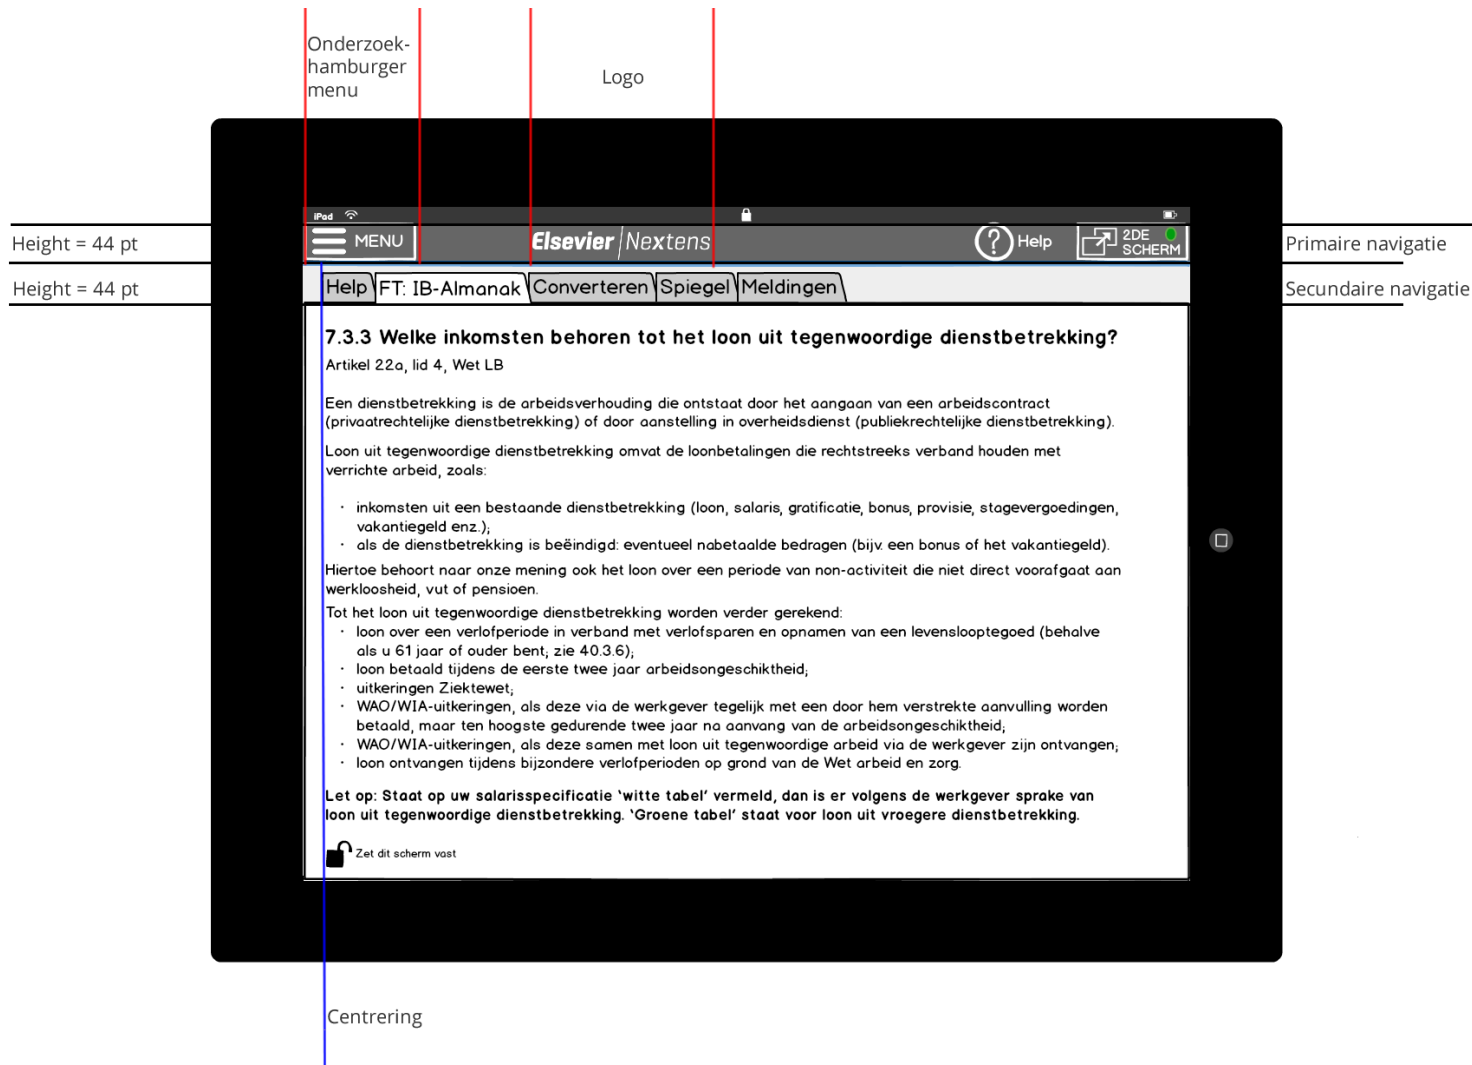 Onderzoek-
hamburger
menu
Logo
iPad
Height = 44 pt
MENU
Elsevier Nextens
? Help
2DE
SCHERM
Primaire navigatie
Height = 44 pt
Help FT: IB-Almanak Converteren Spiegel Meldingen
Secundaire navigatie
7.3.3 Welke inkomsten behoren tot het loon uit tegenwoordige dienstbetrekking?
Artikel 22a, lid 4, Wet LB
Een dienstbetrekking is de arbeidsverhouding die ontstaat door het aangaan van een arbeidscontract
(privaatrechtelijke dienstbetrekking) of door aanstelling in overheidsdienst (publiekrechtelijke dienstbetrekking).
Loon uit tegenwoordige dienstbetrekking omvat de loonbetalingen die rechtstreeks verband houden met
verrichte arbeid, zoals:
· inkomsten uit een bestaande dienstbetrekking (loon, salaris, gratificatie, bonus, provisie, stagevergoedingen,
vakantiegeld enz.);
· als de dienstbetrekking is beëindigd: eventueel nabetaalde bedragen (bijv. een bonus of het vakantiegeld).
Hiertoe behoort naar onze mening ook het loon over een periode van non-activiteit die niet direct voorafgaat aan
werkloosheid, vut of pensioen.
Tot het loon uit tegenwoordige dienstbetrekking worden verder gerekend:
· loon over een verlofperiode in verband met verlofsparen en opnamen van een levenslooptegoed (behalve
als u 61 jaar of ouder bent; zie 40.3.6);
· loon betaald tijdens de eerste twee jaar arbeidsongeschiktheid;
· uitkeringen Ziektewet;
· WAO/WIA-uitkeringen, als deze via de werkgever tegelijk met een door hem verstrekte aanvulling worden
betaald, maar ten hoogste gedurende twee jaar na aanvang van de arbeidsongeschiktheid;
· WAO/WIA-uitkeringen, als deze samen met loon uit tegenwoordige arbeid via de werkgever zijn ontvangen;
· loon ontvangen tijdens bijzondere verlofperioden op grond van de Wet arbeid en zorg.
Let op: Staat op uw salarisspecificatie ‘witte tabel’ vermeld, dan is er volgens de werkgever sprake van
loon uit tegenwoordige dienstbetrekking. ‘Groene tabel’ staat voor loon uit vroegere dienstbetrekking.
Zet dit scherm vast
Centrering